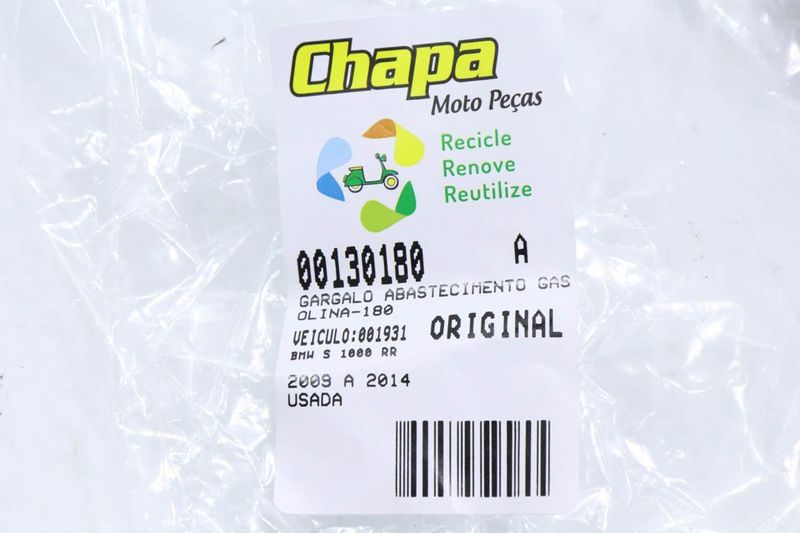 Chapa
Moto Peças
Recicle
Renove
Reutilize
00130180 A
GARGALO ABASTECIMENTO GAS
OLINA-180
VEICULO:001931 ORIGINAL
BMW S 1000 RR
2009 A 2014
USADA